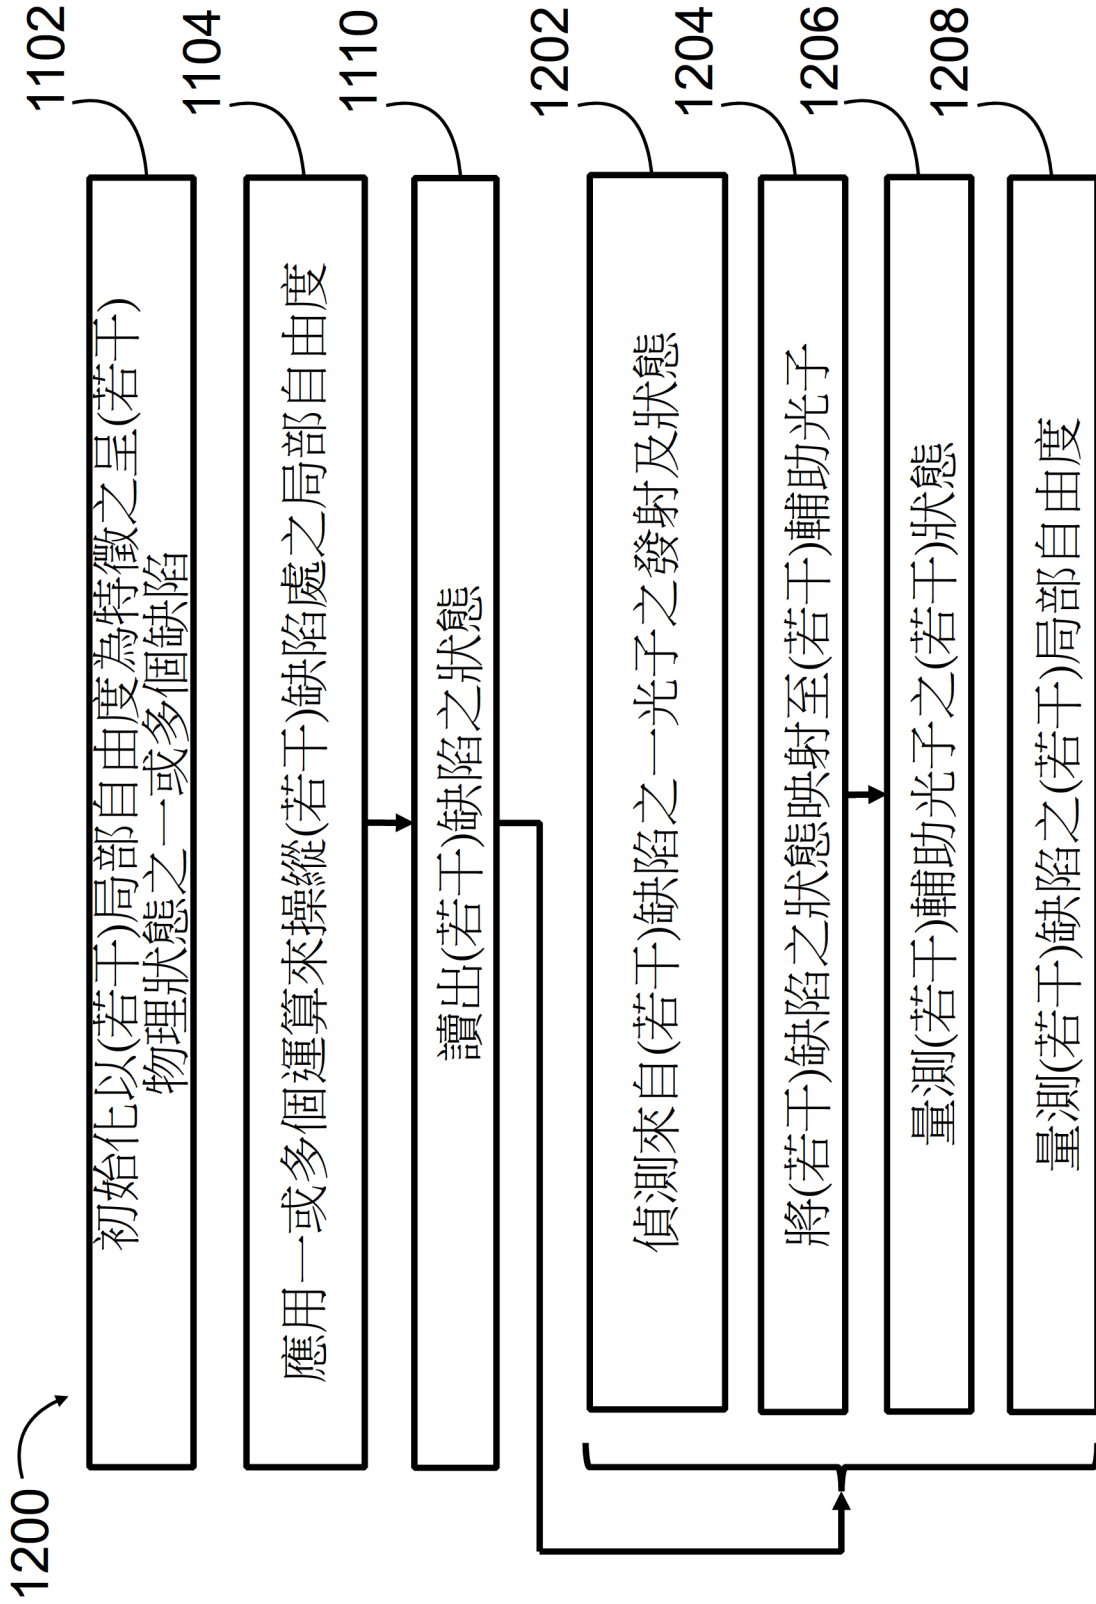 1200
初始化以(若干)局部自由度為特徵之呈(若干)
物理狀態之一或多個缺陷
1102
應用一或多個運算來操縱(若干)缺陷處之局部自由度
1104
讀出(若干)缺陷之狀態
1110
偵測來自(若干)缺陷之一光子之發射及狀態
1202
將(若干)缺陷之狀態映射至(若干)輔助光子
1204
量測(若干)輔助光子之(若干)狀態
1206
量測(若干)缺陷之(若干)局部自由度
1208